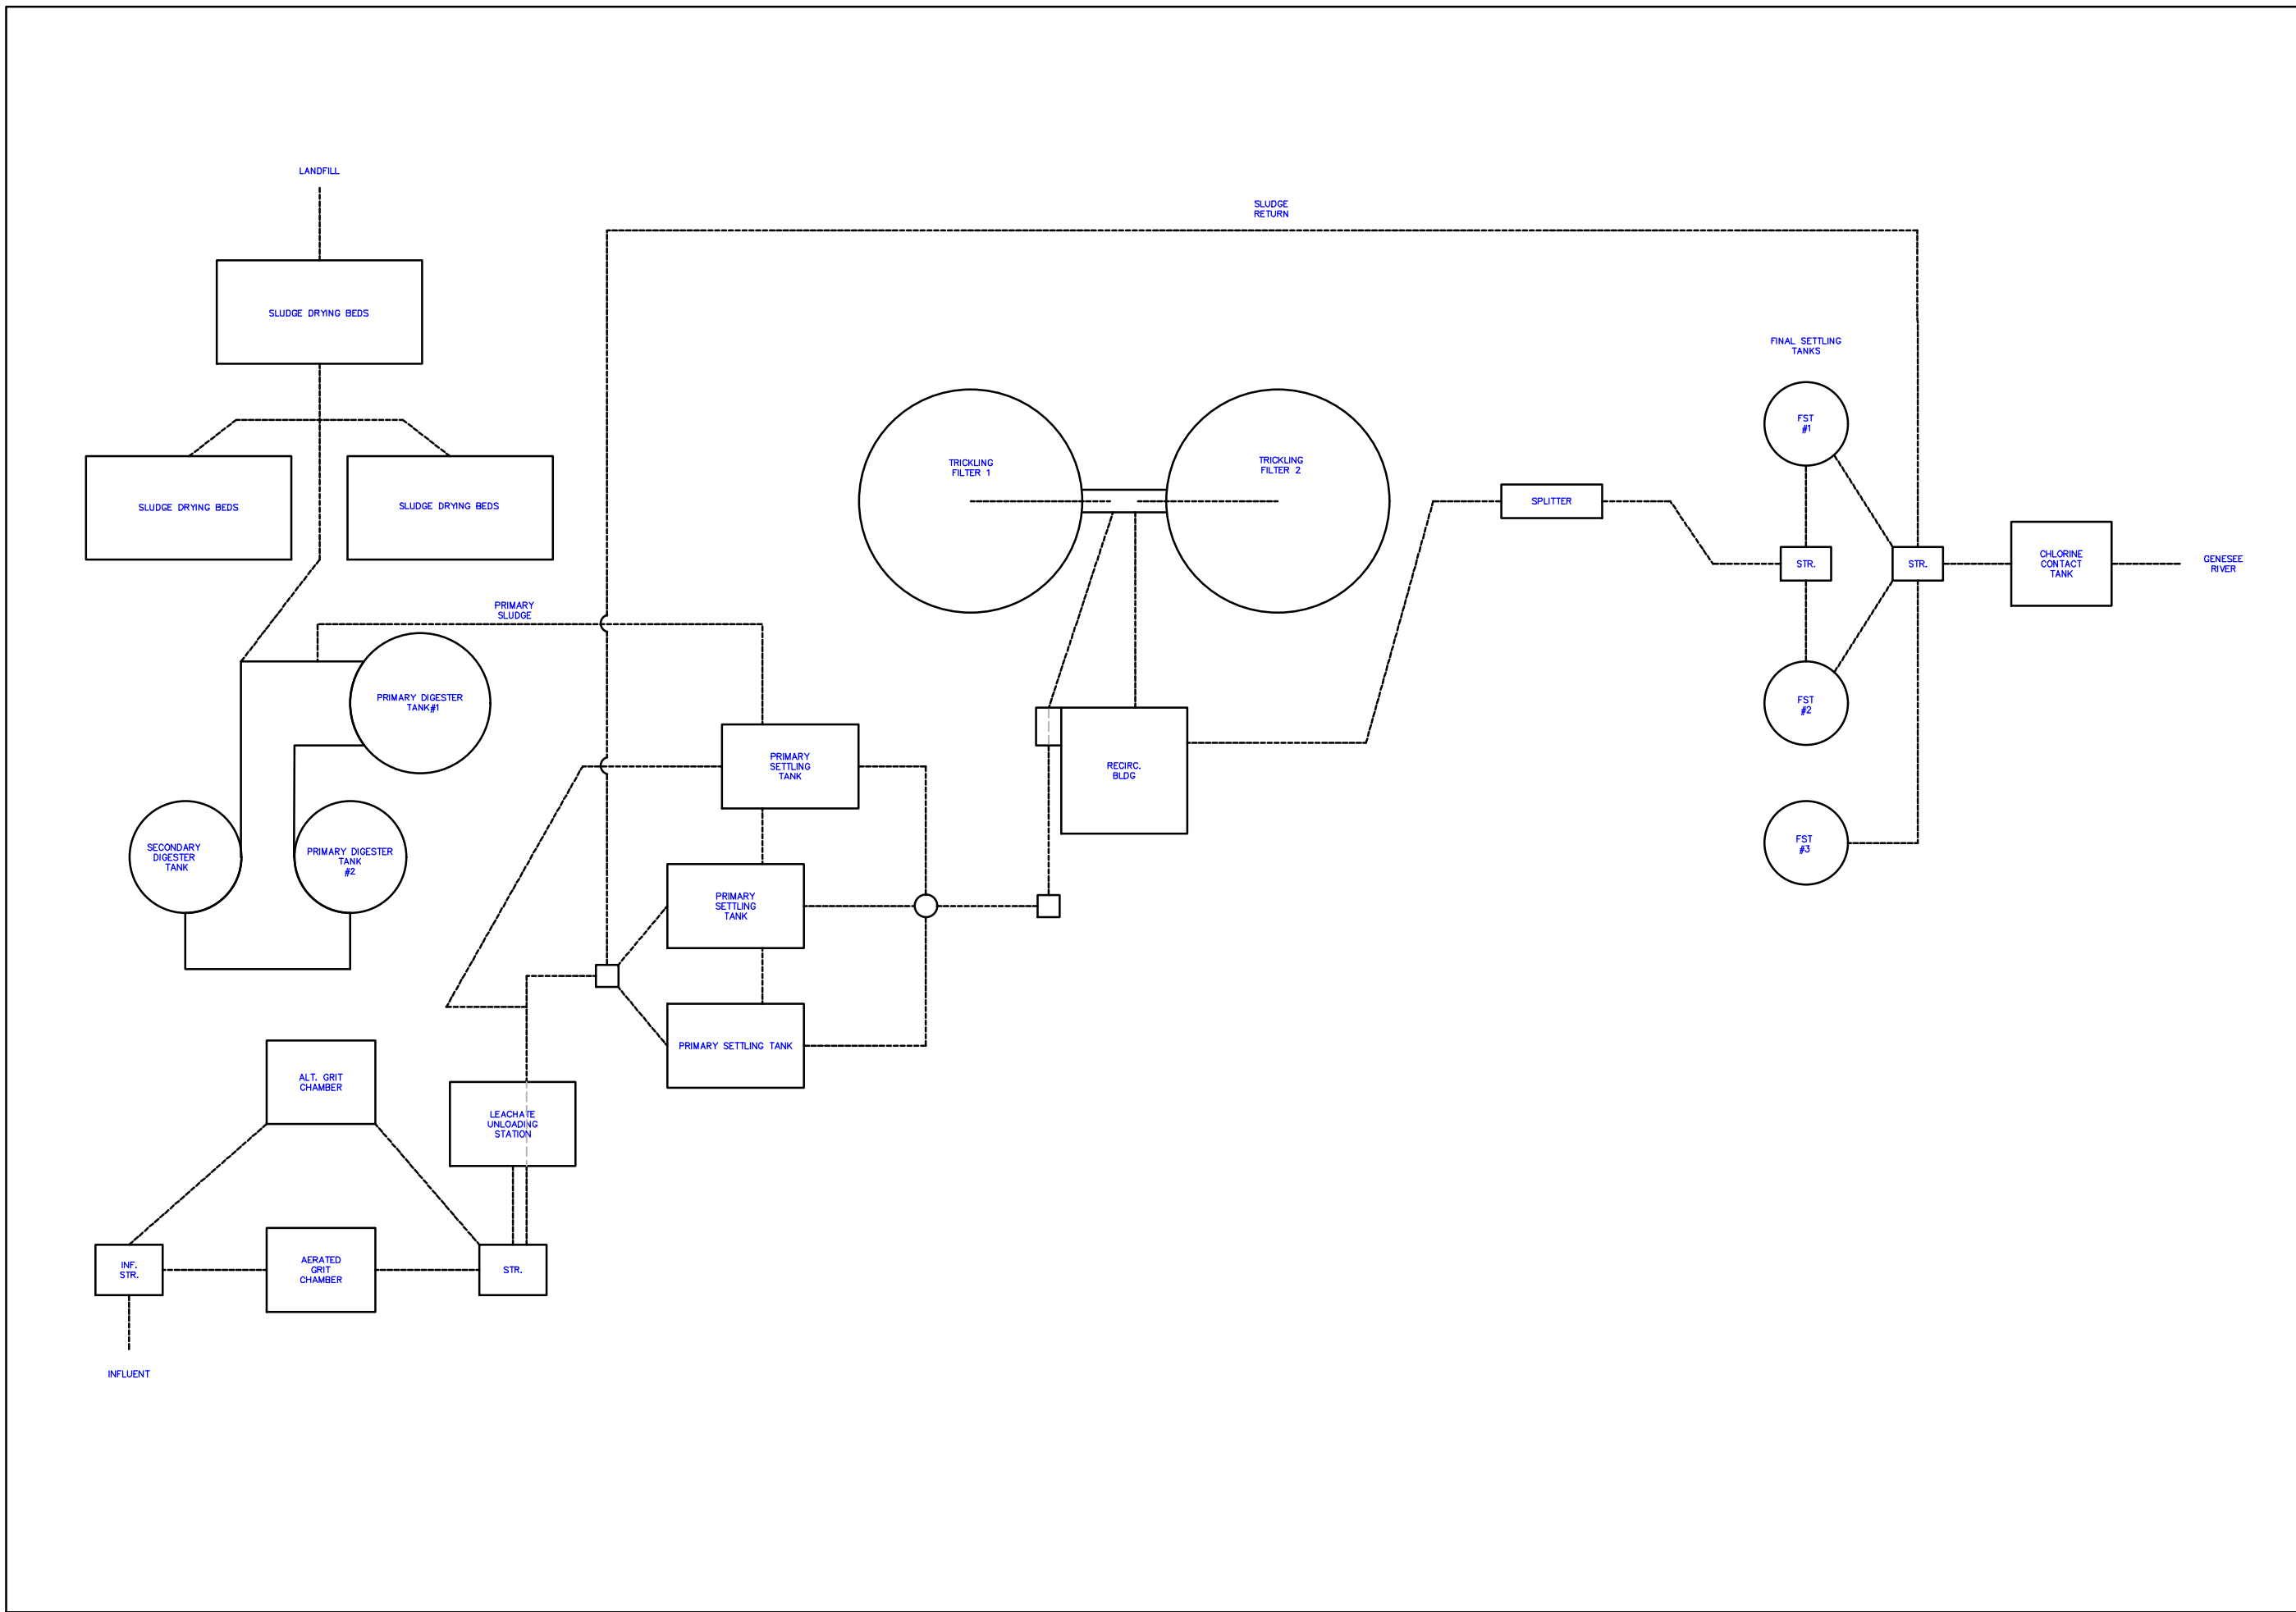 LANDFILL
SLUDGE
RETURN
SLUDGE DRYING BEDS
FINAL SETTLING
TANKS
FST
#1
TRICKLING
FILTER 1
TRICKLING
FILTER 2
SLUDGE DRYING BEDS
SLUDGE DRYING BEDS
SPLITTER
STR.
STR.
CHLORINE
CONTACT
TANK
GENESEE
RIVER
PRIMARY
SLUDGE
PRIMARY DIGESTER
TANK#1
FST
#2
PRIMARY
SETTLING
TANK
RECIRC.
BLDG
SECONDARY
DIGESTER
TANK
PRIMARY DIGESTER
TANK
#2
FST
#3
PRIMARY
SETTLING
TANK
PRIMARY SETTLING TANK
ALT. GRIT
CHAMBER
LEACHATE
UNLOADING
STATION
INF.
STR.
AERATED
GRIT
CHAMBER
STR.
INFLUENT